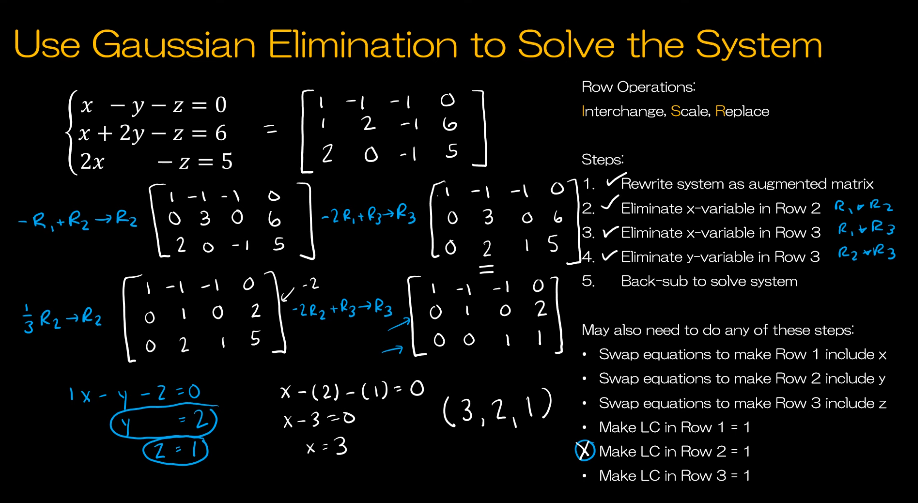 Use Gaussian Elimination to Solve the System
x - y - z = 0
x + 2y - z = 6
2x - z = 5
=
1 -1 -1 0
1 2 -1 6
2 0 -1 5
-R₁ + R₂ → R₂
1 -1 -1 0
0 3 0 6
2 0 -1 5
-2R₁ + R₃ → R₃
1 -1 -1 0
0 3 0 6
0 2 1 5
1/3 R₂ → R₂
1 -1 -1 0
0 1 0 2
0 2 1 5
-2
-2R₂ + R₃ → R₃
1 -1 -1 0
0 1 0 2
0 0 1 1
1x - y - z = 0
y = 2
z = 1
x - (2) - (1) = 0
x - 3 = 0
x = 3
(3, 2, 1)
Row Operations:
Interchange, Scale, Replace
Steps:
1. ✓ Rewrite system as augmented matrix
2. ✓ Eliminate x-variable in Row 2 R₁ + R₂
3. ✓ Eliminate x-variable in Row 3 R₁ + R₃
4. ✓ Eliminate y-variable in Row 3 R₂ + R₃
5. Back-sub to solve system
May also need to do any of these steps:
• Swap equations to make Row 1 include x
• Swap equations to make Row 2 include y
• Swap equations to make Row 3 include z
• Make LC in Row 1 = 1
X Make LC in Row 2 = 1
• Make LC in Row 3 = 1